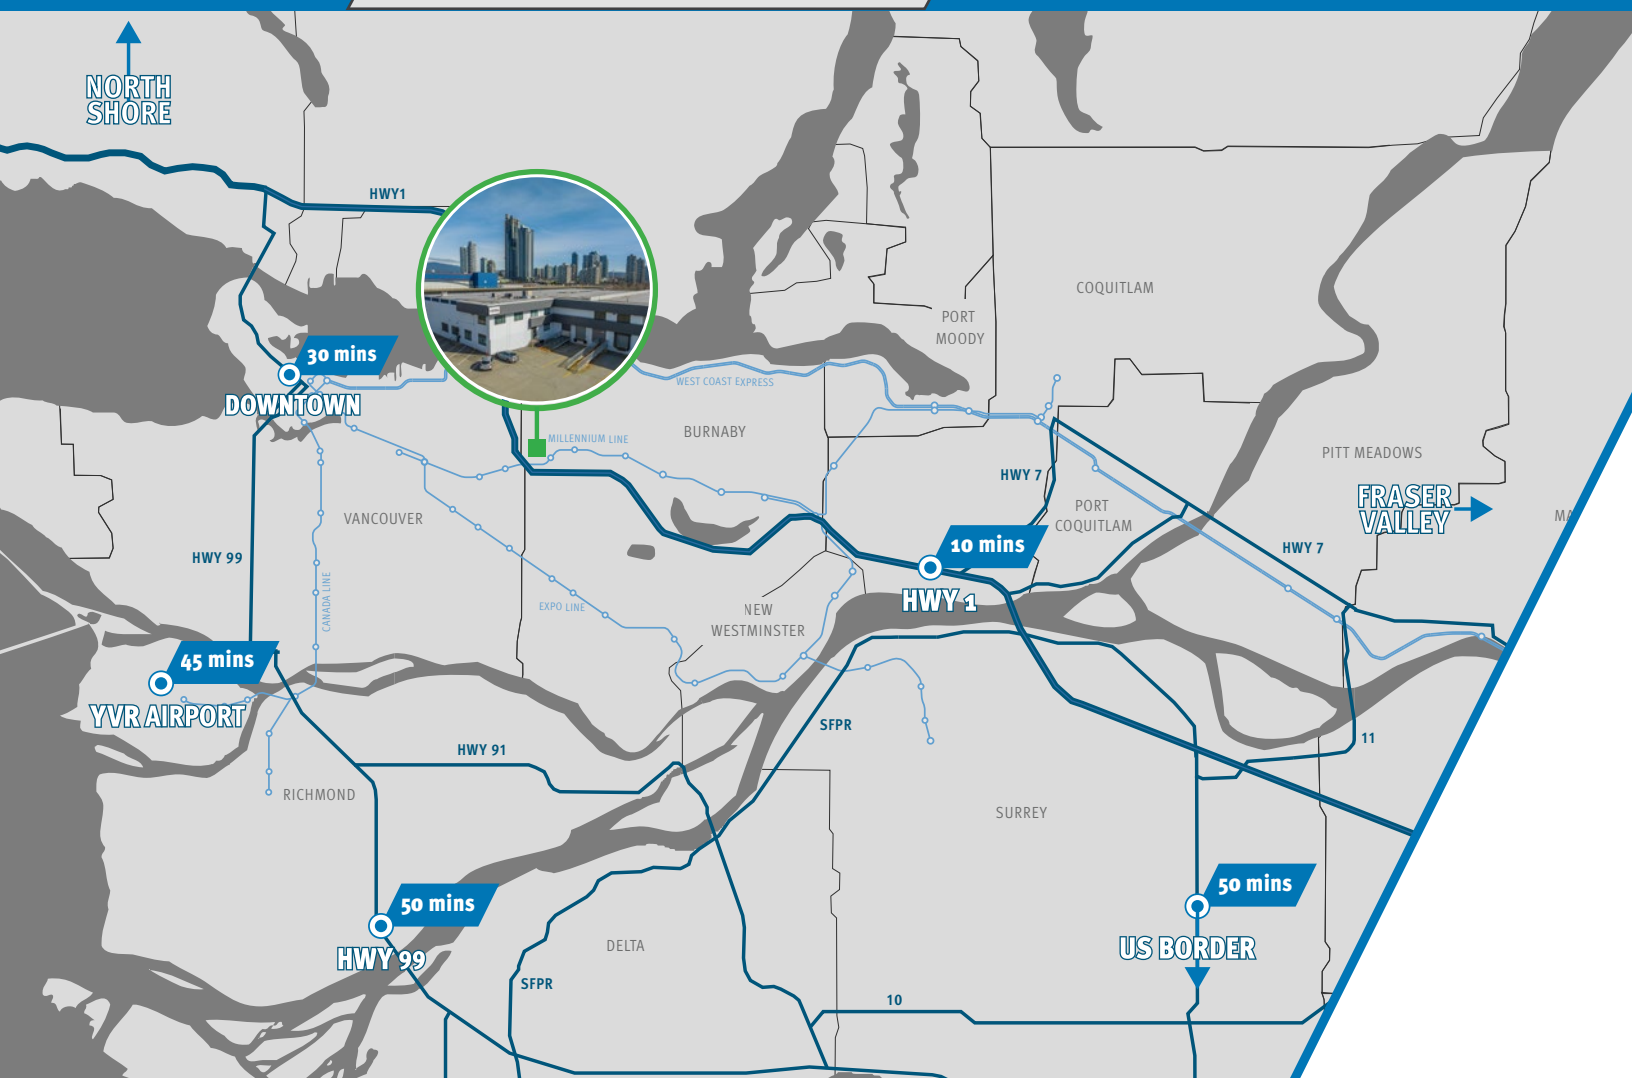 NORTH
SHORE
HWY1
COQUITLAM
PORT
MOODY
30 mins
DOWNTOWN
WEST COAST EXPRESS
BURNABY
MILLENNIUM LINE
PITT MEADOWS
HWY 7
FRASER
VALLEY
PORT
COQUITLAM
VANCOUVER
MA
10 mins
HWY 7
HWY 99
HWY 1
CANADA LINE
EXPO LINE
NEW
WESTMINSTER
45 mins
YVR AIRPORT
SFPR
11
HWY 91
RICHMOND
SURREY
50 mins
50 mins
DELTA
US BORDER
HWY 99
SFPR
10